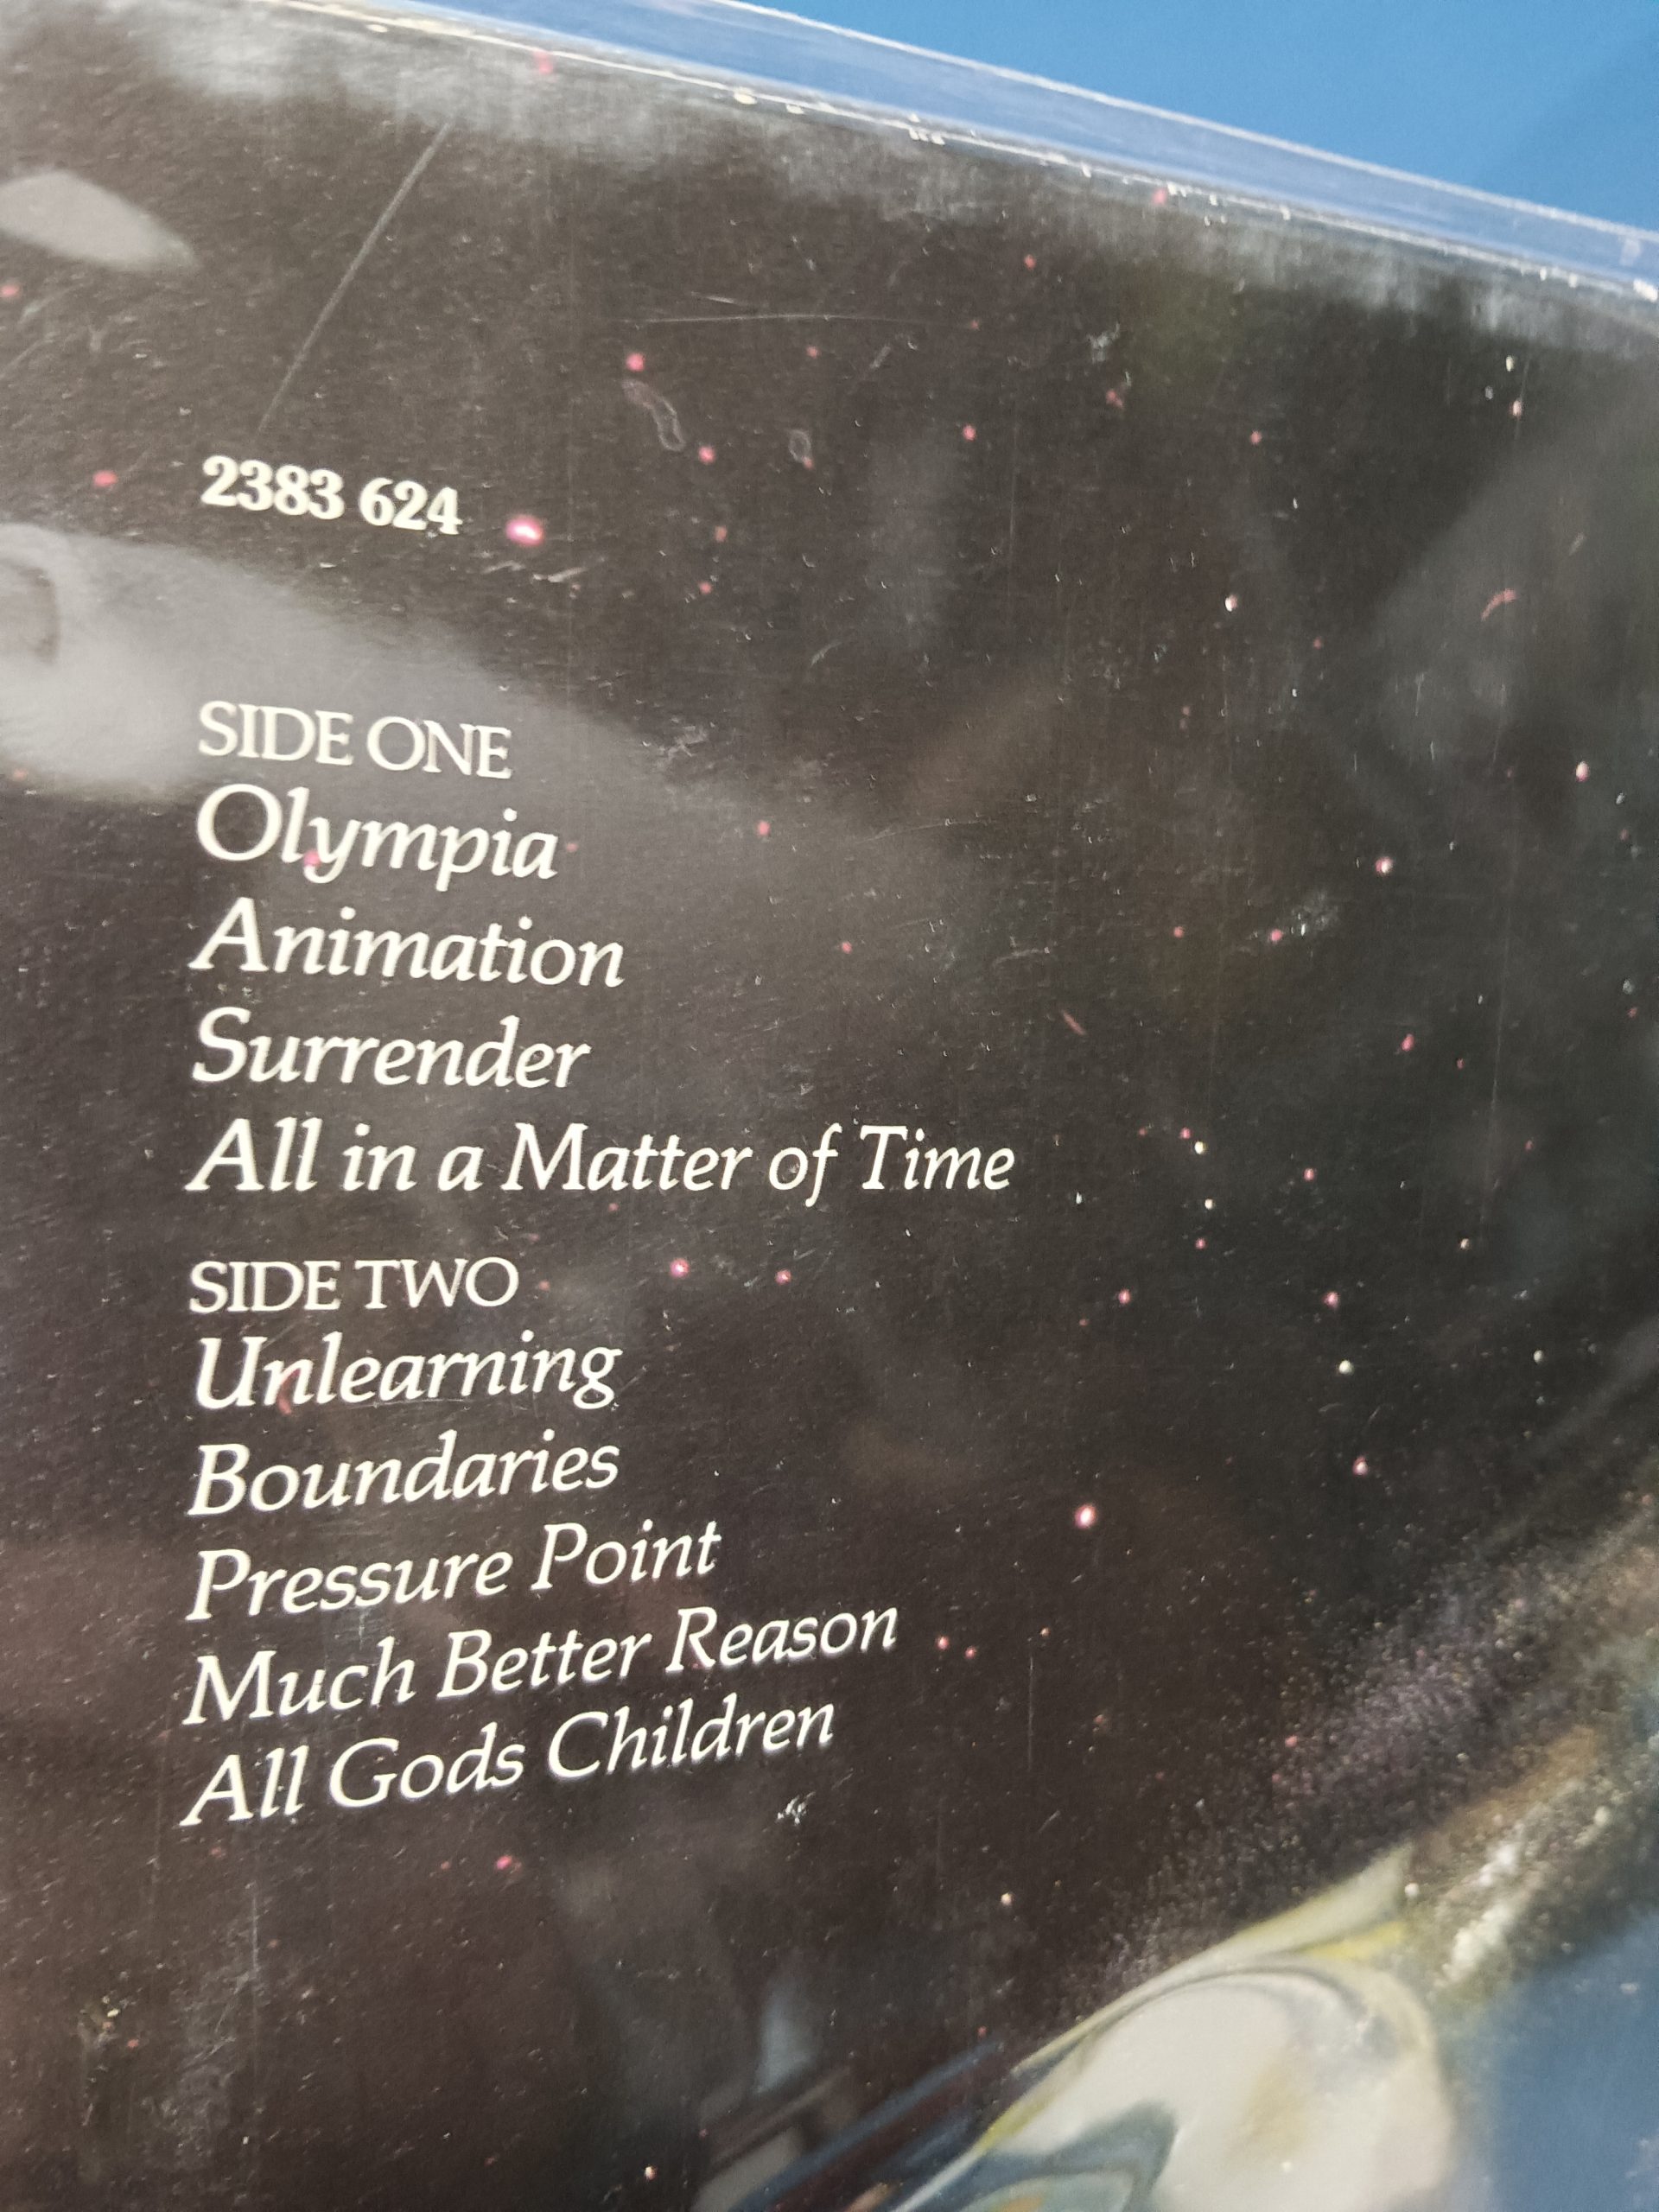 2383 624
SIDE ONE
Olympia
Animation
Surrender
All in a Matter of Time
SIDE TWO
Unlearning
Boundaries
Pressure Point
Much Better Reason
All Gods Children